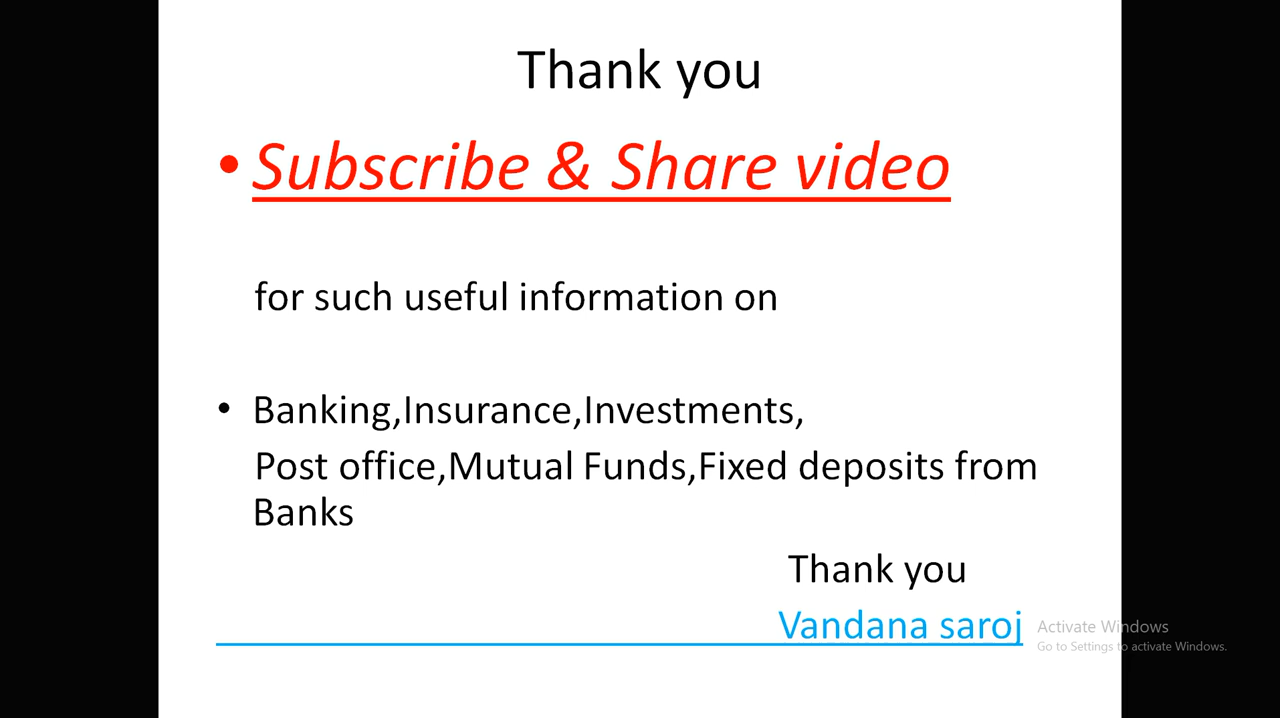 Thank you
• Subscribe & Share video
for such useful information on
• Banking,Insurance,Investments,
Post office,Mutual Funds,Fixed deposits from
Banks
Thank you
Vandana saroj
Activate Windows
Go to Settings to activate Windows.